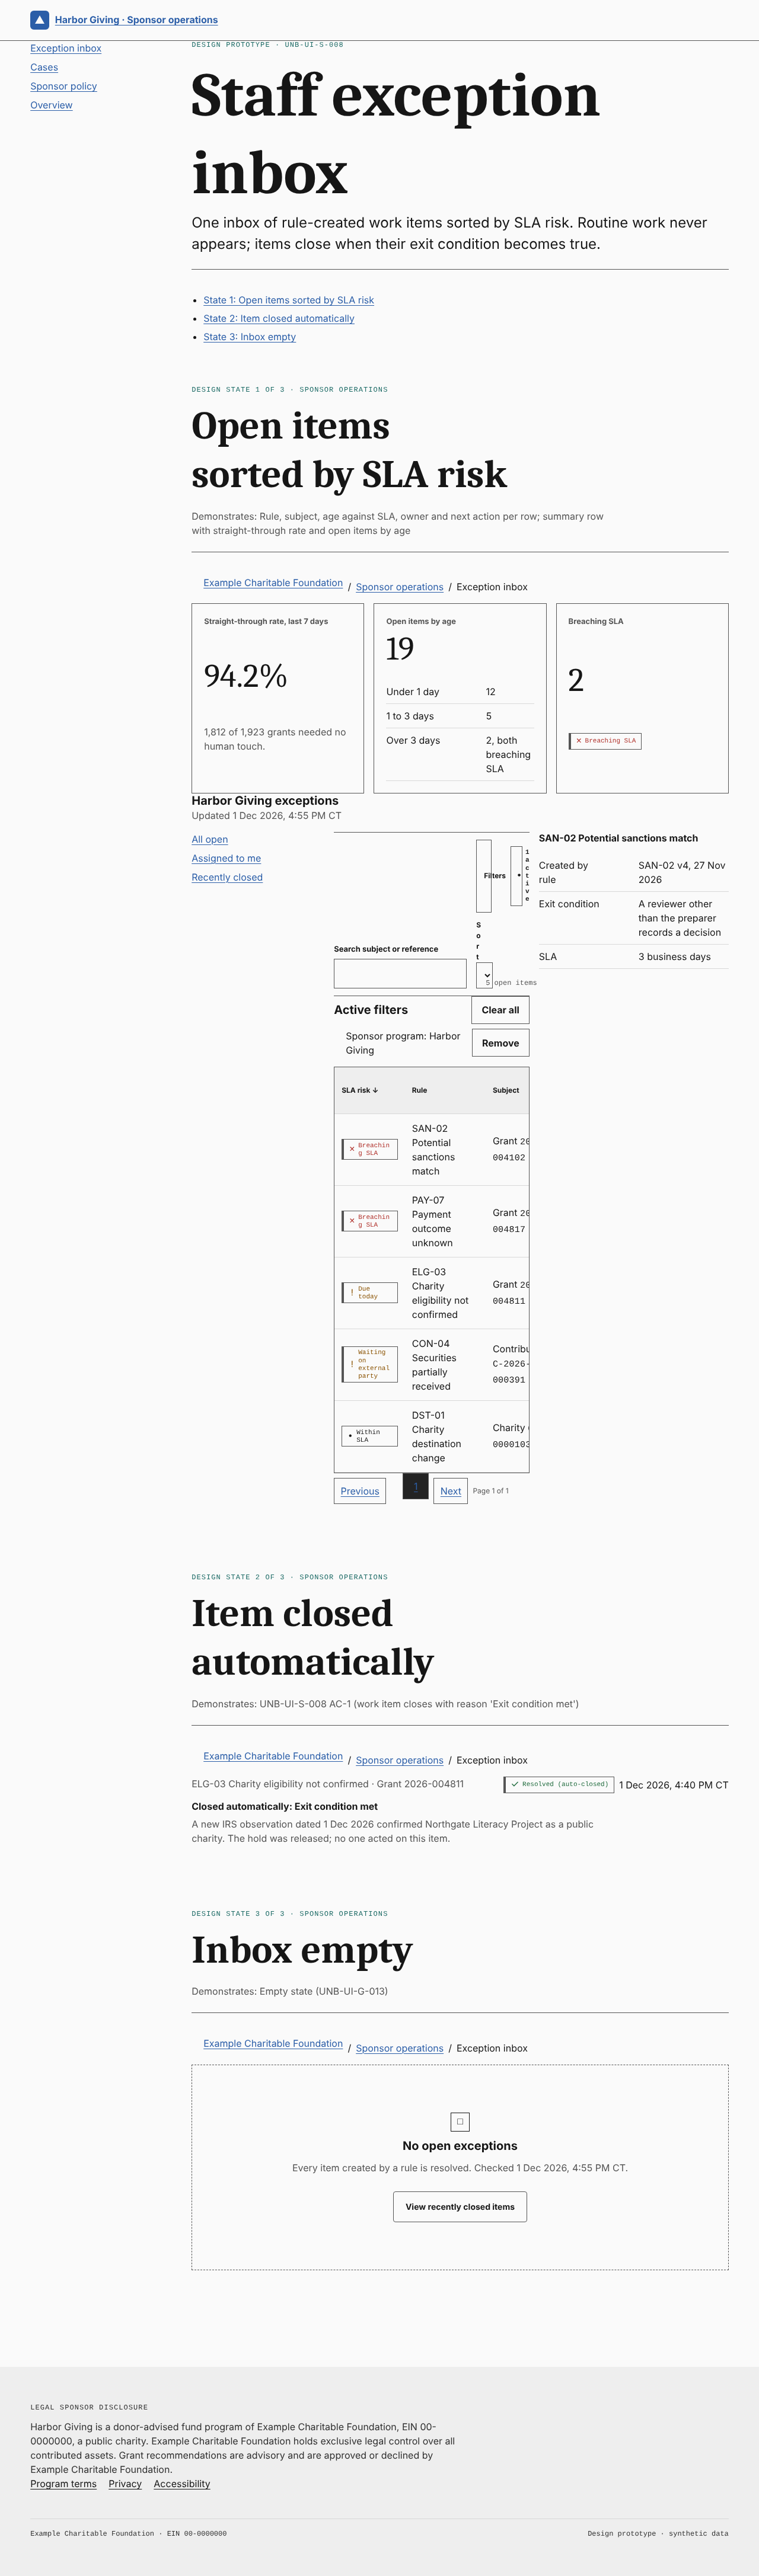 Harbor Giving · Sponsor operations
Exception inbox
Cases
Sponsor policy
Overview
DESIGN PROTOTYPE · UNB-UI-S-008
Staff exception
inbox
One inbox of rule-created work items sorted by SLA risk. Routine work never
appears; items close when their exit condition becomes true.
State 1: Open items sorted by SLA risk
State 2: Item closed automatically
State 3: Inbox empty
DESIGN STATE 1 OF 3 · SPONSOR OPERATIONS
Open items
sorted by SLA risk
Demonstrates: Rule, subject, age against SLA, owner and next action per row; summary row
with straight-through rate and open items by age
Example Charitable Foundation / Sponsor operations / Exception inbox
Straight-through rate, last 7 days
94.2%
1,812 of 1,923 grants needed no
human touch.
Open items by age
19
Under 1 day 12
1 to 3 days 5
Over 3 days 2, both
breaching
SLA
Breaching SLA
2
× Breaching SLA
Harbor Giving exceptions
Updated 1 Dec 2026, 4:55 PM CT
All open
Assigned to me
Recently closed
Search subject or reference
Filters
1 active
Sort
5 open items
Active filters
Clear all
Sponsor program: Harbor
Giving
Remove
SLA risk ↓ Rule Subject
× Breachin
g SLA
SAN-02
Potential
sanctions
match
Grant 20
004102
× Breachin
g SLA
PAY-07
Payment
outcome
unknown
Grant 20
004817
! Due
today
ELG-03
Charity
eligibility not
confirmed
Grant 20
004811
! Waiting
on
external
party
CON-04
Securities
partially
received
Contribu
C-2026-
000391
• Within
SLA
DST-01
Charity
destination
change
Charity
0000103
Previous 1 Next Page 1 of 1
SAN-02 Potential sanctions match
Created by
rule
SAN-02 v4, 27 Nov
2026
Exit condition
A reviewer other
than the preparer
records a decision
SLA 3 business days
DESIGN STATE 2 OF 3 · SPONSOR OPERATIONS
Item closed
automatically
Demonstrates: UNB-UI-S-008 AC-1 (work item closes with reason 'Exit condition met')
Example Charitable Foundation / Sponsor operations / Exception inbox
ELG-03 Charity eligibility not confirmed · Grant 2026-004811
✓ Resolved (auto-closed) 1 Dec 2026, 4:40 PM CT
Closed automatically: Exit condition met
A new IRS observation dated 1 Dec 2026 confirmed Northgate Literacy Project as a public
charity. The hold was released; no one acted on this item.
DESIGN STATE 3 OF 3 · SPONSOR OPERATIONS
Inbox empty
Demonstrates: Empty state (UNB-UI-G-013)
Example Charitable Foundation / Sponsor operations / Exception inbox
No open exceptions
Every item created by a rule is resolved. Checked 1 Dec 2026, 4:55 PM CT.
View recently closed items
LEGAL SPONSOR DISCLOSURE
Harbor Giving is a donor-advised fund program of Example Charitable Foundation, EIN 00-
0000000, a public charity. Example Charitable Foundation holds exclusive legal control over all
contributed assets. Grant recommendations are advisory and are approved or declined by
Example Charitable Foundation.
Program terms Privacy Accessibility
Example Charitable Foundation · EIN 00-0000000
Design prototype · synthetic data